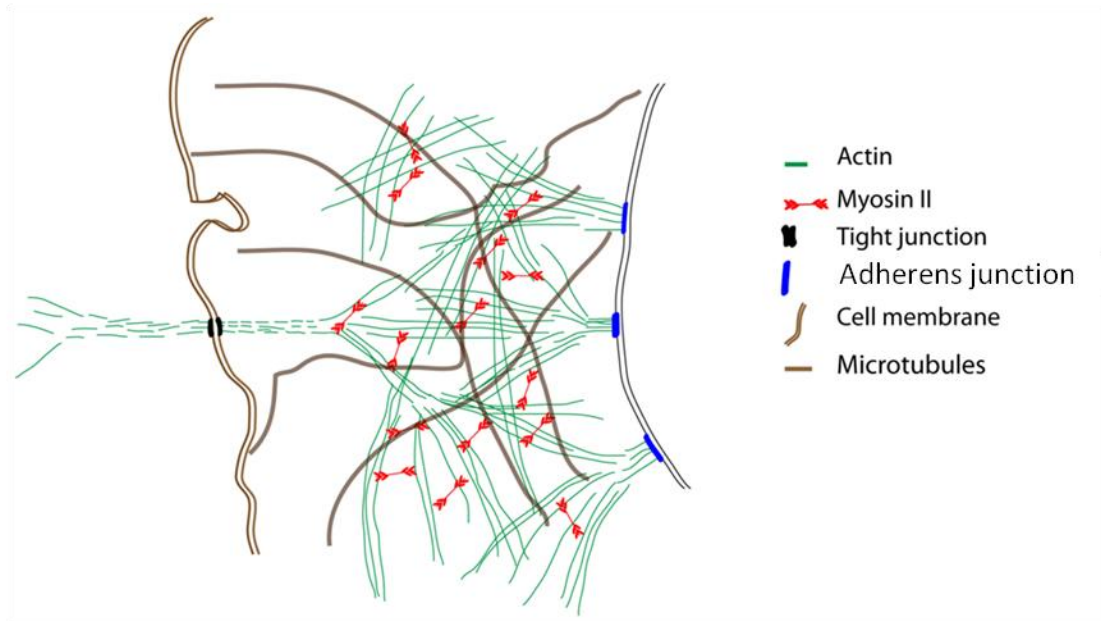 Actin
Myosin II
Tight junction
Adherens junction
Cell membrane
Microtubules